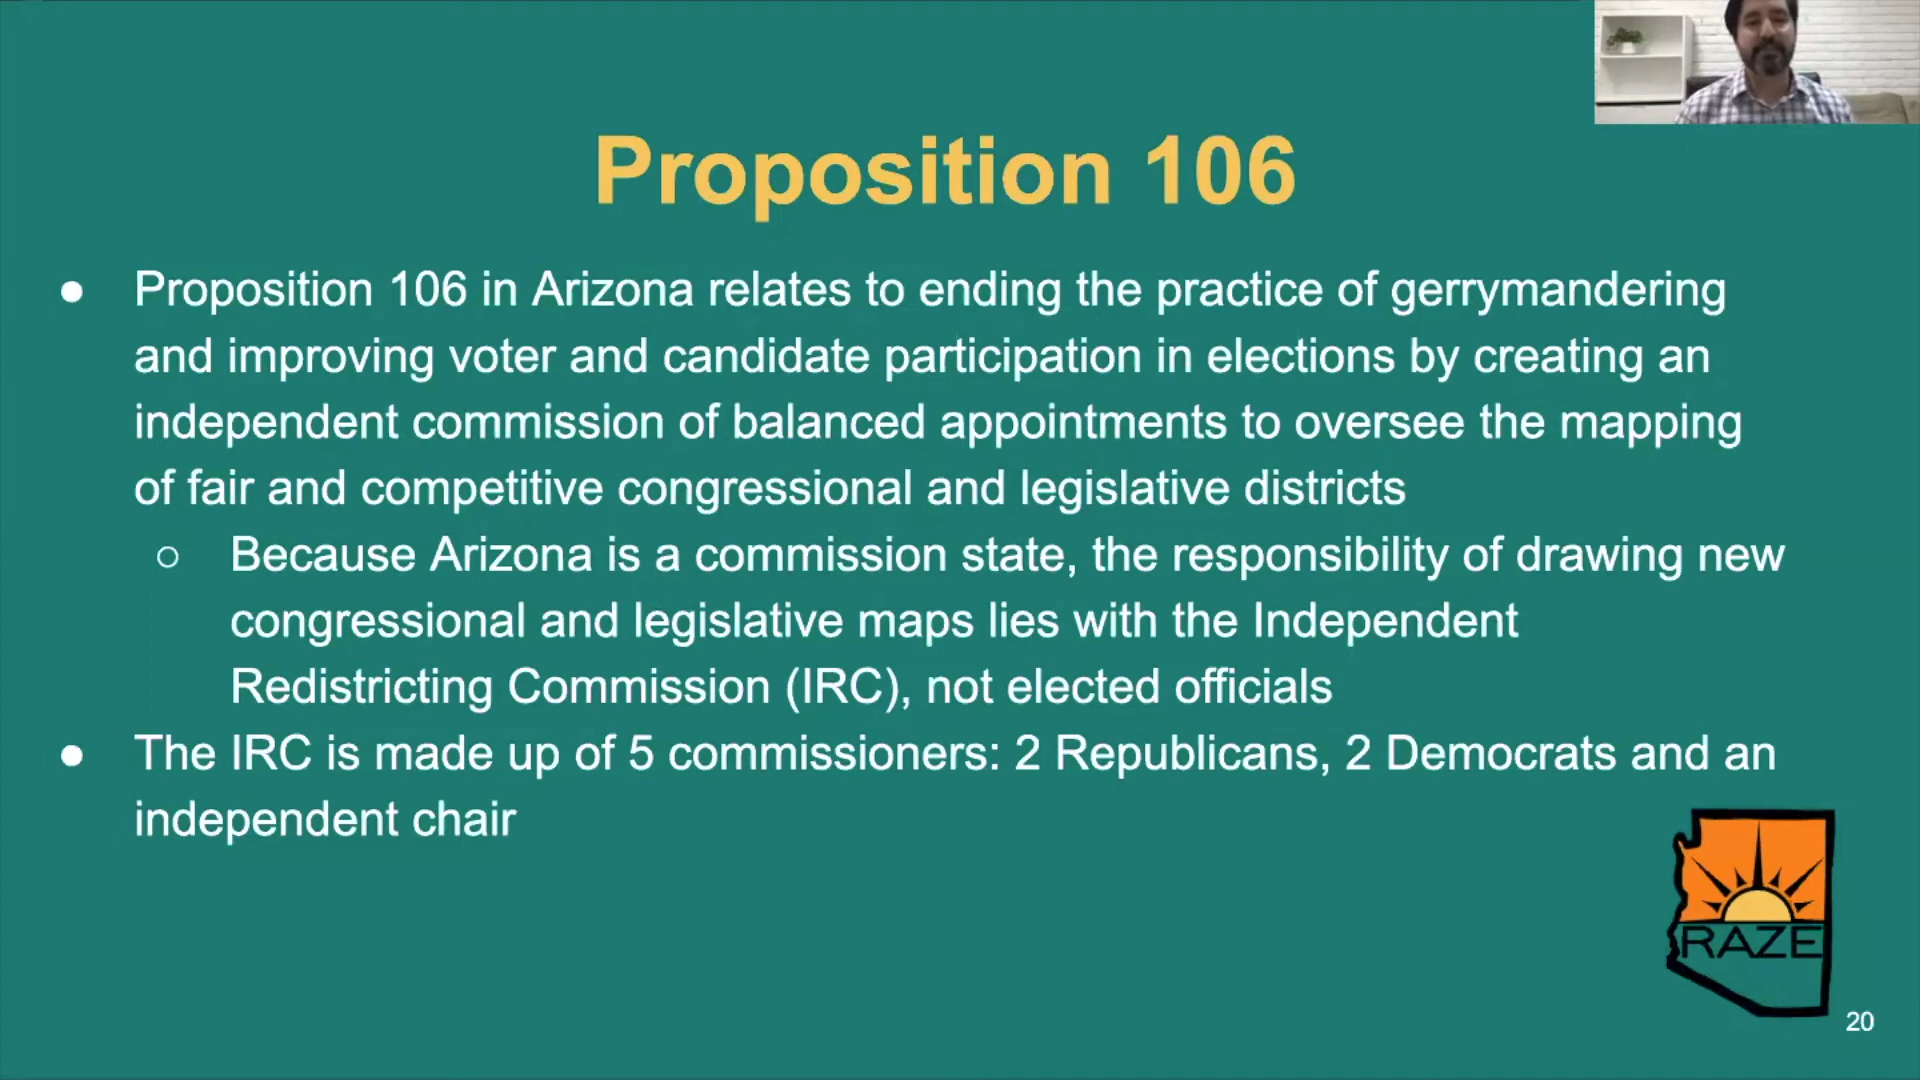 Proposition 106
● Proposition 106 in Arizona relates to ending the practice of gerrymandering
and improving voter and candidate participation in elections by creating an
independent commission of balanced appointments to oversee the mapping
of fair and competitive congressional and legislative districts
○ Because Arizona is a commission state, the responsibility of drawing new
congressional and legislative maps lies with the Independent
Redistricting Commission (IRC), not elected officials
● The IRC is made up of 5 commissioners: 2 Republicans, 2 Democrats and an
independent chair
RAZE
20